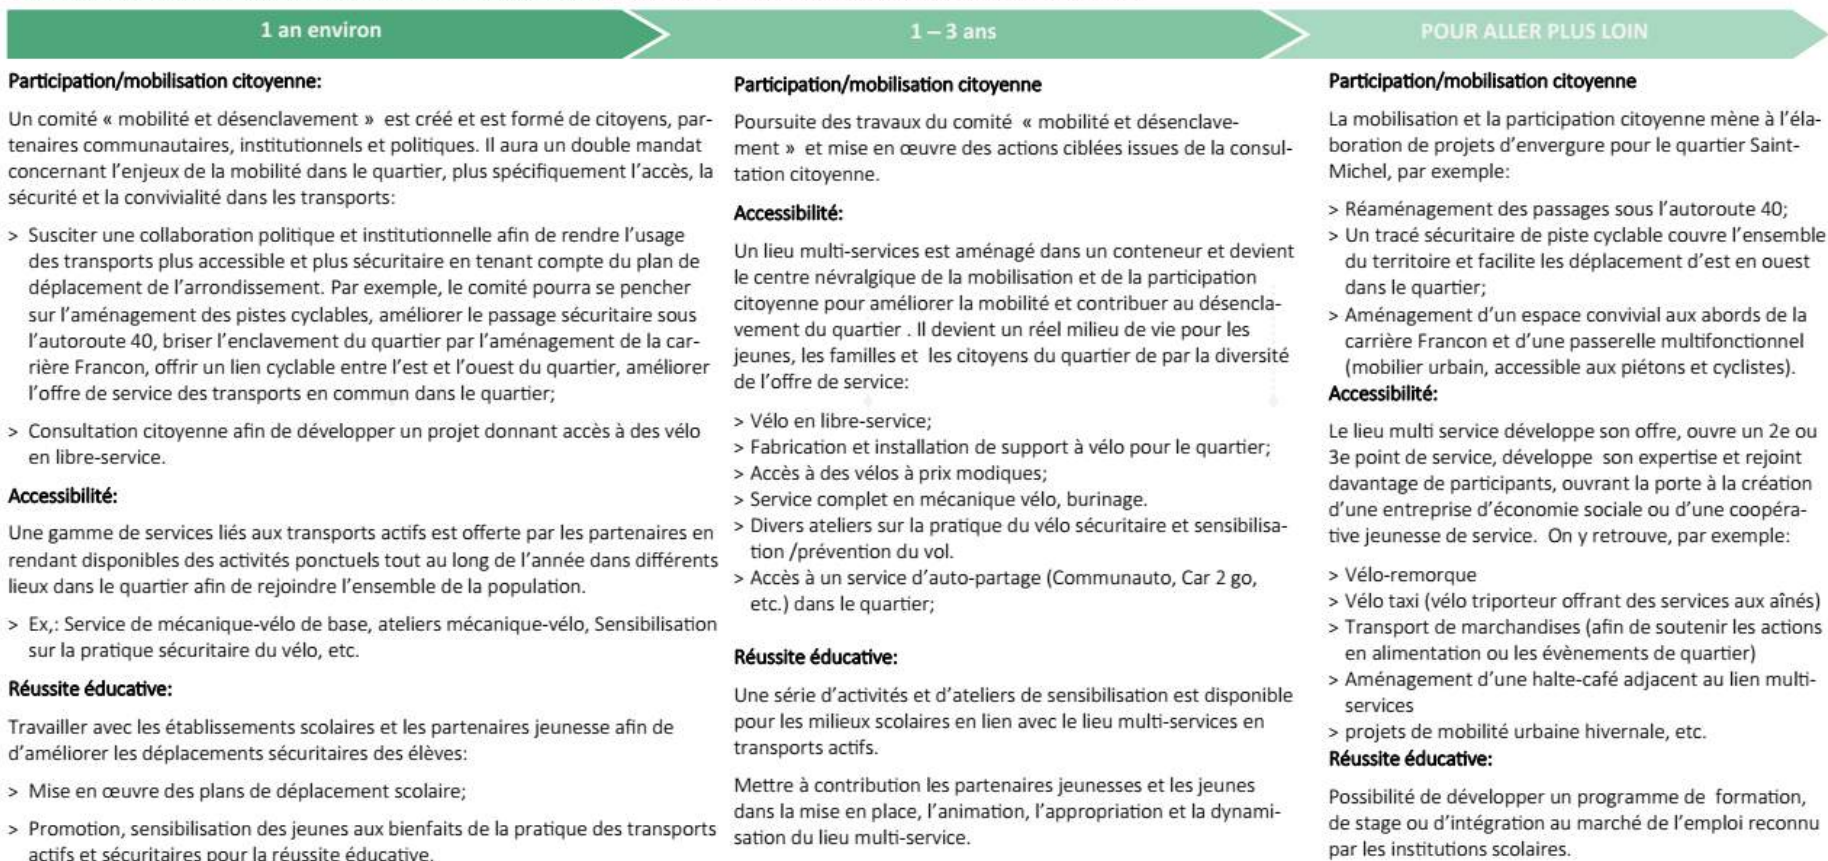 1 an environ
1 – 3 ans
POUR ALLER PLUS LOIN
Participation/mobilisation citoyenne:
Un comité « mobilité et désenclavement »  est créé et est formé de citoyens, par-
tenaires communautaires, institutionnels et politiques. Il aura un double mandat
concernant l'enjeux de la mobilité dans le quartier, plus spécifiquement l'accès, la
sécurité et la convivialité dans les transports:
> Susciter une collaboration politique et institutionnelle afin de rendre l'usage
des transports plus accessible et plus sécuritaire en tenant compte du plan de
déplacement de l'arrondissement. Par exemple, le comité pourra se pencher
sur l'aménagement des pistes cyclables, améliorer le passage sécuritaire sous
l'autoroute 40, briser l'enclavement du quartier par l'aménagement de la car-
rière Francon, offrir un lien cyclable entre l'est et l'ouest du quartier, améliorer
l'offre de service des transports en commun dans le quartier;
> Consultation citoyenne afin de développer un projet donnant accès à des vélo
en libre-service.
Accessibilité:
Une gamme de services liés aux transports actifs est offerte par les partenaires en
rendant disponibles des activités ponctuels tout au long de l'année dans différents
lieux dans le quartier afin de rejoindre l'ensemble de la population.
> Ex,: Service de mécanique-vélo de base, ateliers mécanique-vélo, Sensibilisation
sur la pratique sécuritaire du vélo, etc.
Réussite éducative:
Travailler avec les établissements scolaires et les partenaires jeunesse afin de
d'améliorer les déplacements sécuritaires des élèves:
> Mise en œuvre des plans de déplacement scolaire;
> Promotion, sensibilisation des jeunes aux bienfaits de la pratique des transports
actifs et sécuritaires pour la réussite éducative.
Participation/mobilisation citoyenne
Poursuite des travaux du comité  « mobilité et désenclave-
ment »  et mise en œuvre des actions ciblées issues de la consul-
tation citoyenne.
Accessibilité:
Un lieu multi-services est aménagé dans un conteneur et devient
le centre névralgique de la mobilisation et de la participation
citoyenne pour améliorer la mobilité et contribuer au désencla-
vement du quartier . Il devient un réel milieu de vie pour les
jeunes, les familles et  les citoyens du quartier de par la diversité
de l'offre de service:
> Vélo en libre-service;
> Fabrication et installation de support à vélo pour le quartier;
> Accès à des vélos à prix modiques;
> Service complet en mécanique vélo, burinage.
> Divers ateliers sur la pratique du vélo sécuritaire et sensibilisa-
tion /prévention du vol.
> Accès à un service d'auto-partage (Communauto, Car 2 go,
etc.) dans le quartier;
Réussite éducative:
Une série d'activités et d'ateliers de sensibilisation est disponible
pour les milieux scolaires en lien avec le lieu multi-services en
transports actifs.
Mettre à contribution les partenaires jeunesses et les jeunes
dans la mise en place, l'animation, l'appropriation et la dynami-
sation du lieu multi-service.
Participation/mobilisation citoyenne
La mobilisation et la participation citoyenne mène à l'éla-
boration de projets d'envergure pour le quartier Saint-
Michel, par exemple:
> Réaménagement des passages sous l'autoroute 40;
> Un tracé sécuritaire de piste cyclable couvre l'ensemble
du territoire et facilite les déplacement d'est en ouest
dans le quartier;
> Aménagement d'un espace convivial aux abords de la
carrière Francon et d'une passerelle multifonctionnel
(mobilier urbain, accessible aux piétons et cyclistes).
Accessibilité:
Le lieu multi service développe son offre, ouvre un 2e ou
3e point de service, développe  son expertise et rejoint
davantage de participants, ouvrant la porte à la création
d'une entreprise d'économie sociale ou d'une coopéra-
tive jeunesse de service.  On y retrouve, par exemple:
> Vélo-remorque
> Vélo taxi (vélo triporteur offrant des services aux aînés)
> Transport de marchandises (afin de soutenir les actions
en alimentation ou les évènements de quartier)
> Aménagement d'une halte-café adjacent au lien multi-
services
> projets de mobilité urbaine hivernale, etc.
Réussite éducative:
Possibilité de développer un programme de  formation,
de stage ou d'intégration au marché de l'emploi reconnu
par les institutions scolaires.